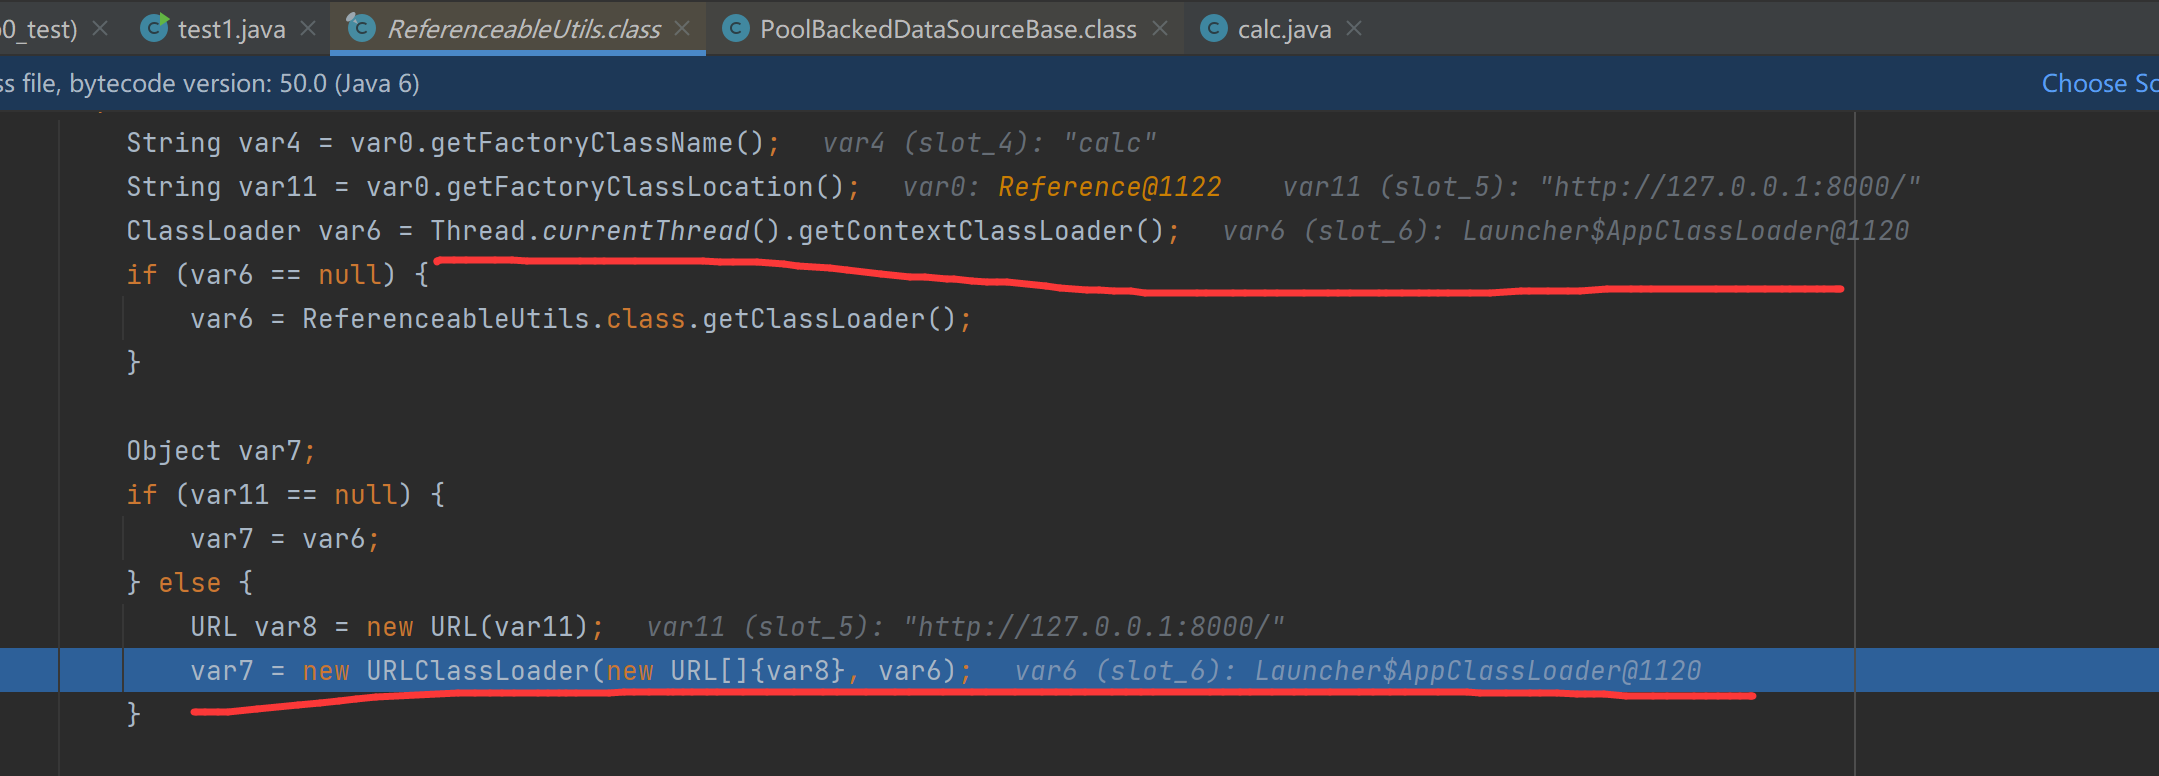 0_test)
test1.java
ReferenceableUtils.class
PoolBackedDataSourceBase.class
calc.java
ss file, bytecode version: 50.0 (Java 6)
Choose So
String var4 = var0.getFactoryClassName(); var4 (slot_4): "calc"
String var11 = var0.getFactoryClassLocation(); var0: Reference@1122 var11 (slot_5): "http://127.0.0.1:8000/"
ClassLoader var6 = Thread.currentThread().getContextClassLoader(); var6 (slot_6): Launcher$AppClassLoader@1120
if (var6 == null) {
var6 = ReferenceableUtils.class.getClassLoader();
}
Object var7;
if (var11 == null) {
var7 = var6;
} else {
URL var8 = new URL(var11); var11 (slot_5): "http://127.0.0.1:8000/"
var7 = new URLClassLoader(new URL[]{var8}, var6); var6 (slot_6): Launcher$AppClassLoader@1120
}